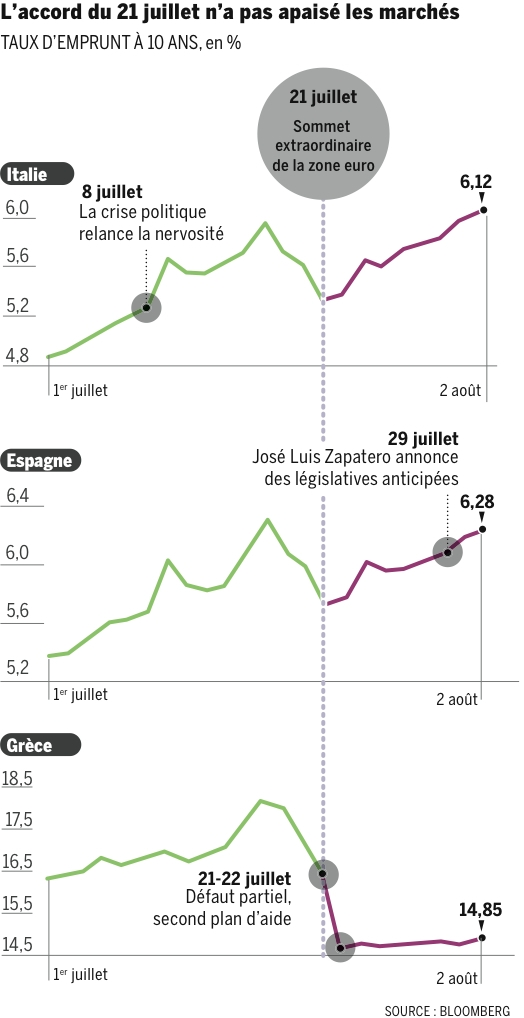 L'accord du 21 juillet n'a pas apaisé les marchés
TAUX D'EMPRUNT À 10 ANS, en %
21 juillet
Sommet
extraordinaire
de la zone euro
Italie
8 juillet
La crise politique
relance la nervosité
6,12
6,0
5,6
5,2
4,8
1er juillet
2 août
29 juillet
José Luis Zapatero annonce
des législatives anticipées
Espagne
6,28
6,4
6,0
5,6
5,2
1er juillet
2 août
Grèce
18,5
17,5
16,5
15,5
14,5
21-22 juillet
Défaut partiel,
second plan d'aide
14,85
1er juillet
2 août
SOURCE : BLOOMBERG